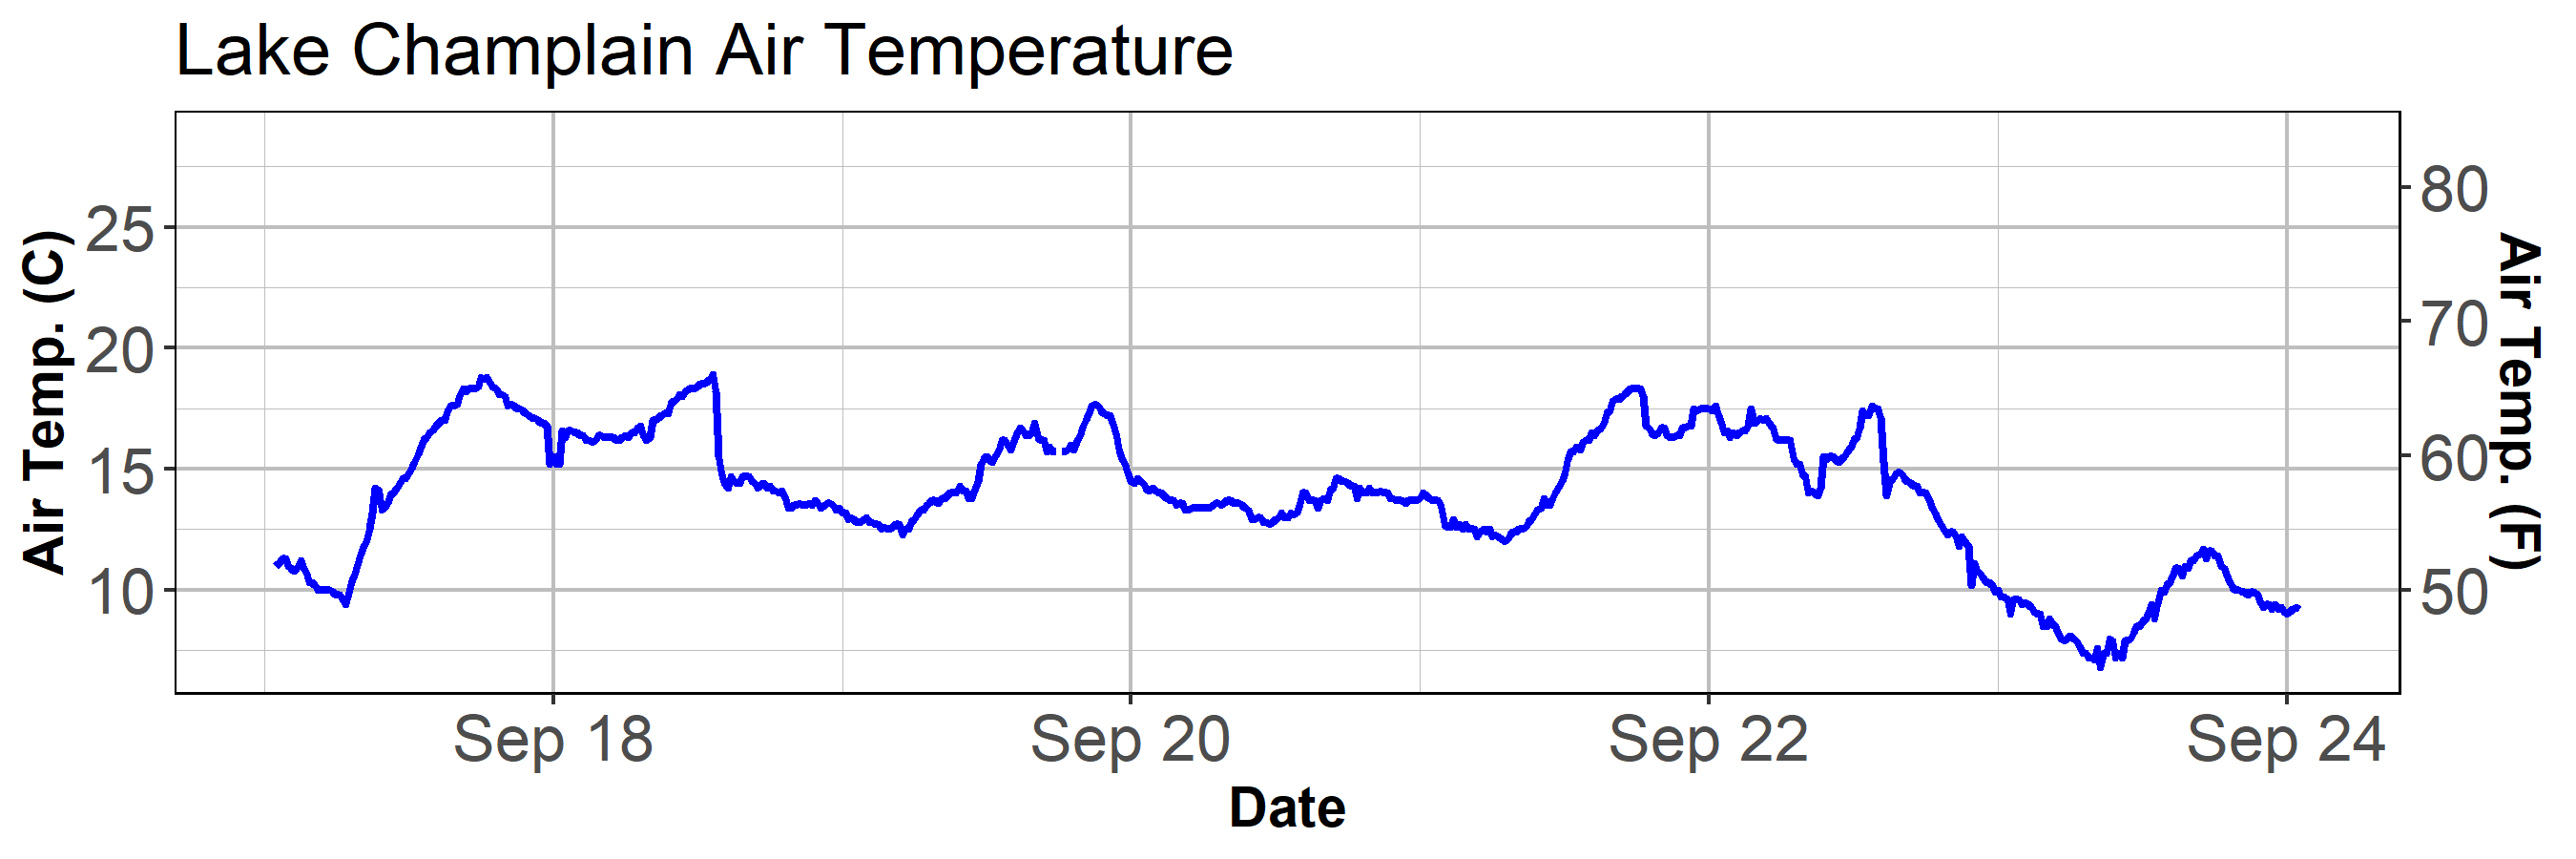 Lake Champlain Air Temperature
Air Temp. (C)
25
20
15
10
80
70
60
50
Air Temp. (F)
Sep 18
Sep 20
Sep 22
Sep 24
Date